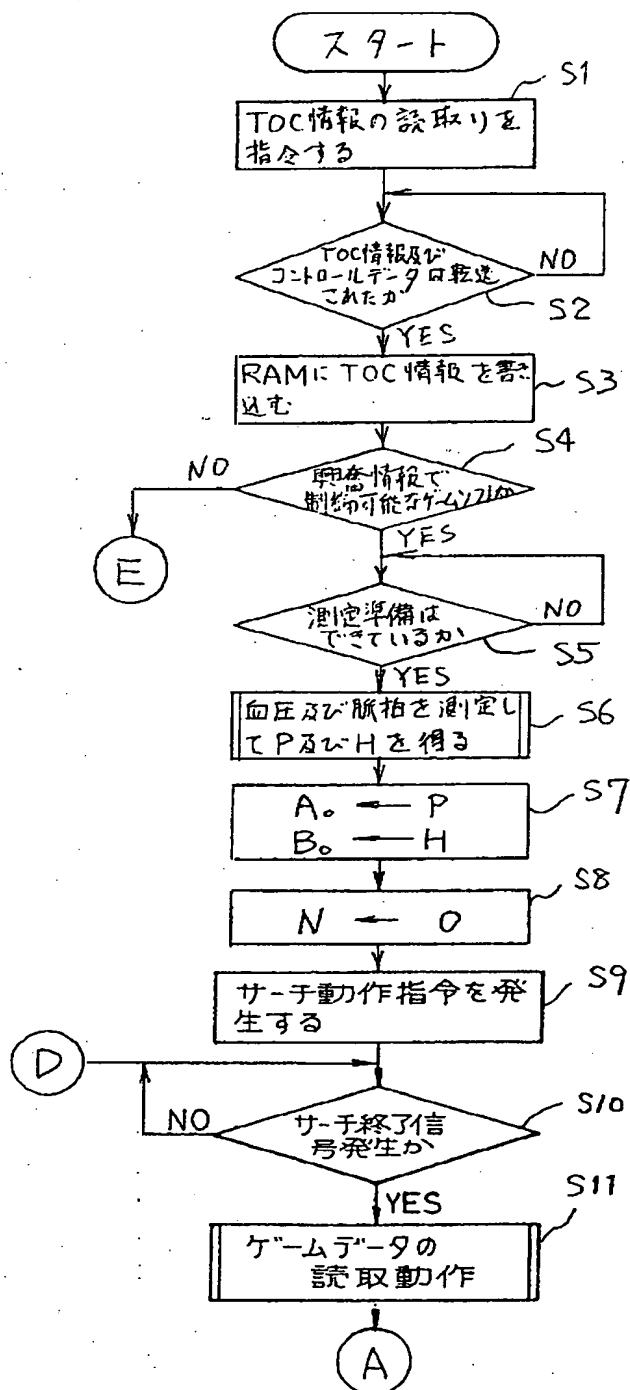 スタート
S1
TOC情報の読取りを
指令する
TOC情報及び
コントロールデータは転送
されたか
NO
S2
YES
RAMにTOC情報を書き
込む
S3
S4
NO
興奮情報で
制御可能なゲームソフトか
E
YES
測定準備は
できているか
NO
S5
YES
血圧及び脈拍を測定し
てP及びHを得る
S6
A₀ ← P
B₀ ← H
S7
S8
N ← O
サーチ動作指令を発
生する
S9
D
NO
サーチ終了信
号発生か
S10
YES
S11
ゲームデータの
読取動作
A